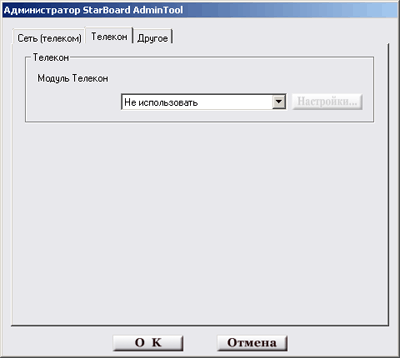 Администратор StarBoard AdminTool
Сеть (телеком) Телекон Другое
Телекон
Модуль Телекон
Не использовать Настройки...
О К Отмена